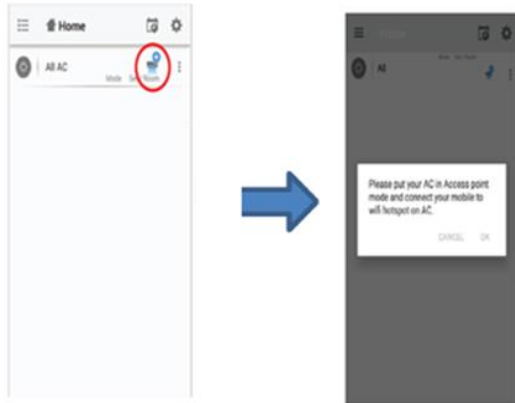 Home
All AC
Mode Room
All
Please put your AC in Access point
mode and connect your mobile to
wifi hotspot on AC.
CANCEL OK